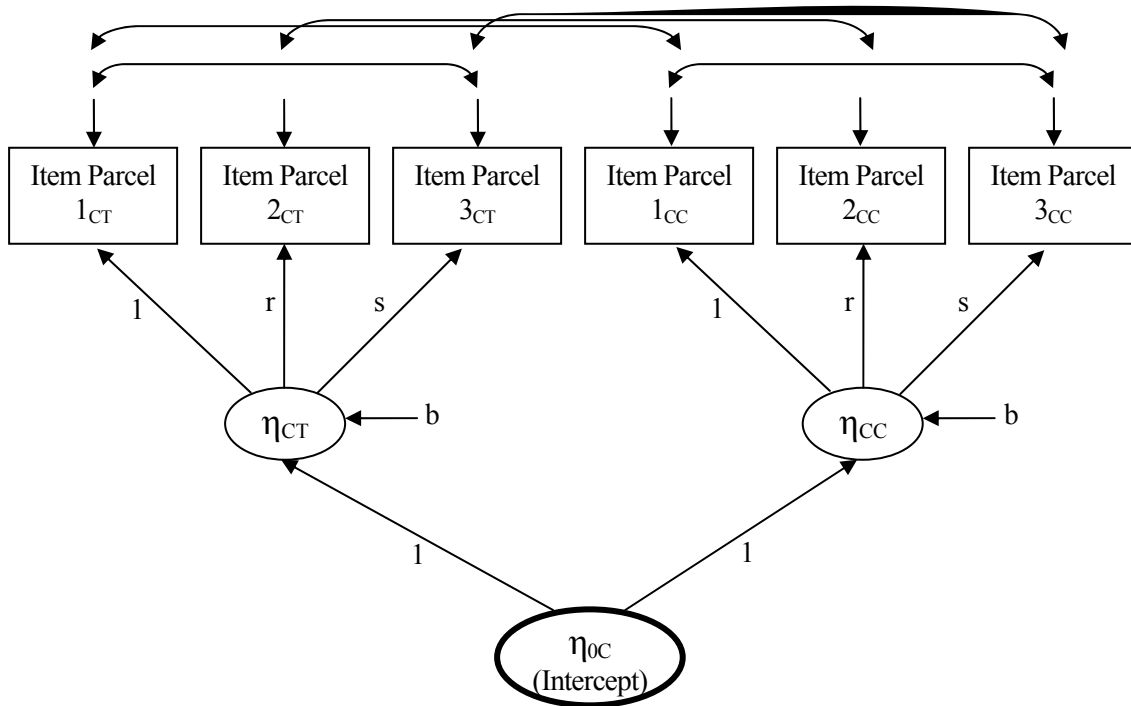 Item Parcel
1CT
Item Parcel
2CT
Item Parcel
3CT
Item Parcel
1CC
Item Parcel
2CC
Item Parcel
3CC
1
r
s
1
r
s
ηCT
b
ηCC
b
1
1
η0C
(Intercept)